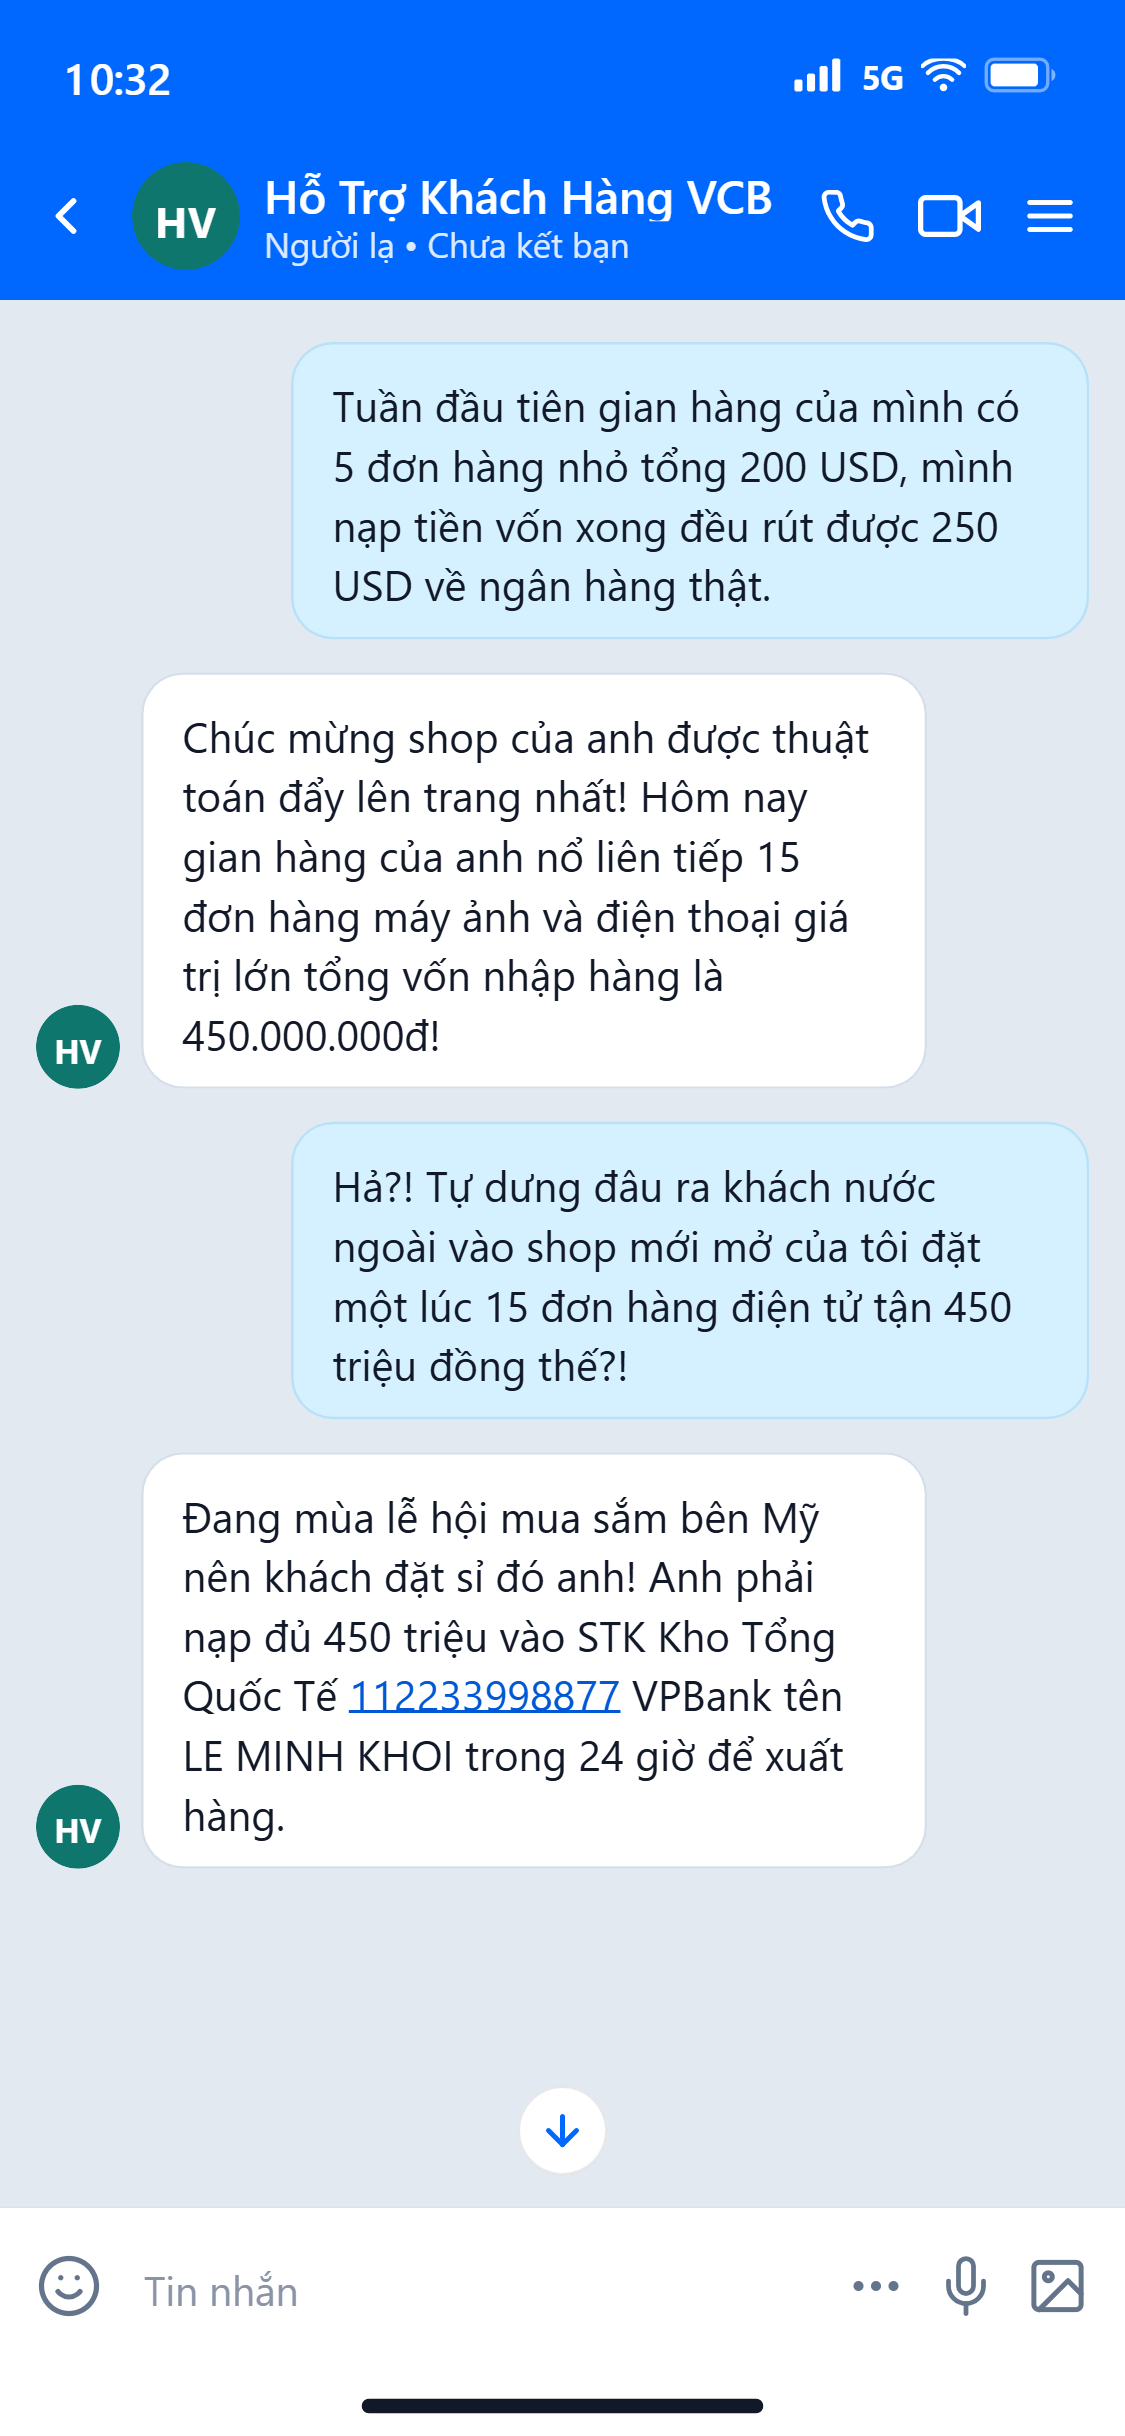 10:32
5G
HV
Hỗ Trợ Khách Hàng VCB
Người lạ • Chưa kết bạn
Tuần đầu tiên gian hàng của mình có
5 đơn hàng nhỏ tổng 200 USD, mình
nạp tiền vốn xong đều rút được 250
USD về ngân hàng thật.
Chúc mừng shop của anh được thuật
toán đẩy lên trang nhất! Hôm nay
gian hàng của anh nổ liên tiếp 15
đơn hàng máy ảnh và điện thoại giá
trị lớn tổng vốn nhập hàng là
450.000.000đ!
HV
Hả?! Tự dưng đâu ra khách nước
ngoài vào shop mới mở của tôi đặt
một lúc 15 đơn hàng điện tử tận 450
triệu đồng thế?!
Đang mùa lễ hội mua sắm bên Mỹ
nên khách đặt sỉ đó anh! Anh phải
nạp đủ 450 triệu vào STK Kho Tổng
Quốc Tế 112233998877 VPBank tên
LE MINH KHOI trong 24 giờ để xuất
hàng.
HV
Tin nhắn